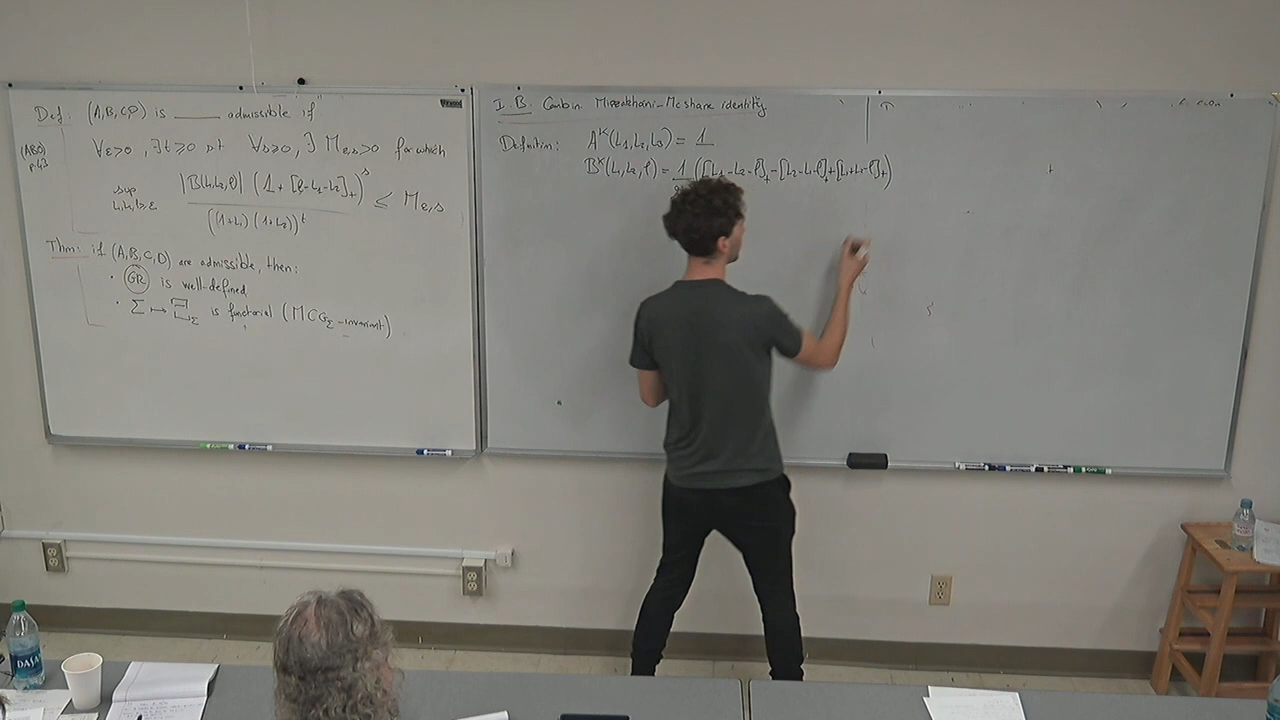 Def: (A,B,C,D) is ____ admissible if
(ABO) p.43
∀ε>0, ∃t≥0 st ∀s≥0, ∃ M_{ε,s}>0 for which
sup_{L₁,L₂,ℓ≥ε} |B(L₁,L₂,ℓ)| (1+[ℓ-L₁-L₂]₊)^s / ((1+L₁)(1+L₂))^t ≤ M_{ε,s}
Thm: if (A,B,C,D) are admissible, then:
• (GR) is well-defined
• Σ ↦ Ξ_Σ is functorial (MCG_Σ-invariant)
I.B. Combin Mirzakhani-McShane identity
Definition: A^K(L₁,L₂,L₃) = 1
B^K(L₁,L₂,ℓ) = 1 ([L₁-L₂-ℓ]₊-[L₂-L₁-ℓ]₊+[L₁+L₂-ℓ]₊)
DASA